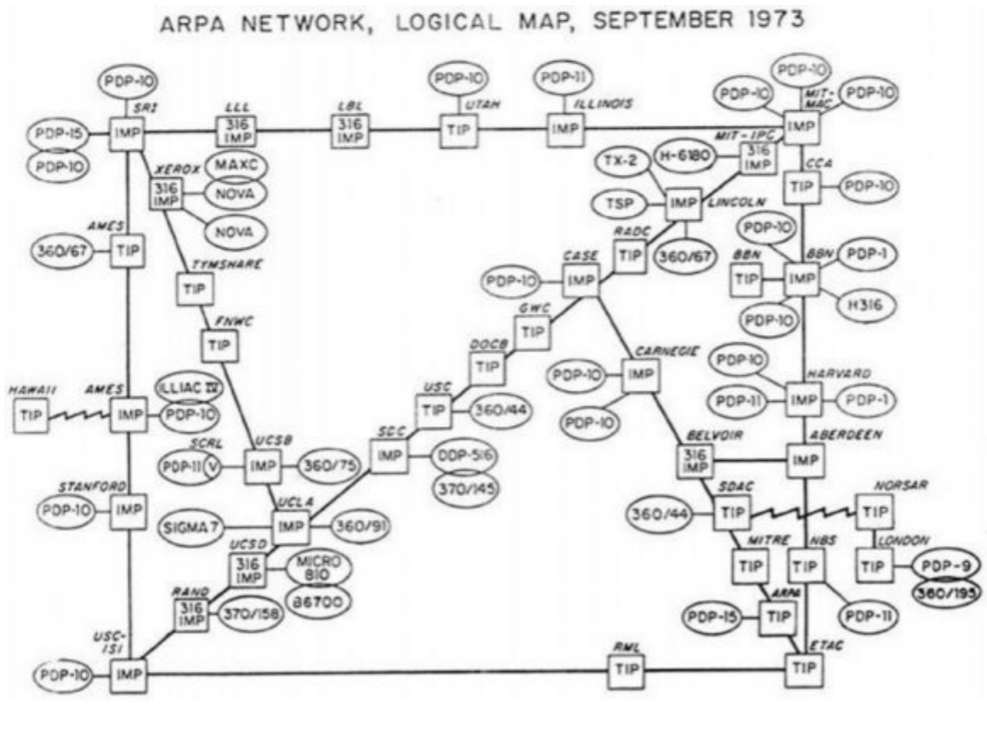 ARPA NETWORK, LOGICAL MAP, SEPTEMBER 1973
PDP-10
PDP-10
PDP-11
PDP-10
SRI
LLL
LBL
UTAH
ILLINOIS
PDP-10
MIT-
MAC
PDP-10
PDP-15
IMP
316
IMP
316
IMP
TIP
IMP
IMP
PDP-10
XEROX
MAXC
MIT-IPC
TX-2
H-6180
316
IMP
CCA
316
IMP
NOVA
TIP
PDP-10
TSP
IMP
LINCOLN
NOVA
AMES
RADC
PDP-10
360/67
TIP
TIP
360/67
BBN
BBN
PDP-1
TYMSHARE
CASE
TIP
PDP-10
IMP
TIP
IMP
H316
FNWC
GWC
PDP-10
TIP
TIP
DOCB
CARNEGIE
TIP
PDP-10
IMP
PDP-10
HARVARD
HAWAII
AMES
ILLIAC IV
USC
TIP
IMP
PDP-10
TIP
360/44
PDP-10
PDP-11
IMP
PDP-1
SCRL
UCSB
SDC
BELVOIR
ABERDEEN
PDP-11 V
IMP
360/75
IMP
DDP-516
316
IMP
IMP
STANFORD
370/145
SDAC
NORSAR
PDP-10
IMP
UCLA
SIGMA 7
IMP
360/91
360/44
TIP
TIP
UCSD
MITRE
NBS
LONDON
316
IMP
MICRO
810
TIP
TIP
TIP
PDP-9
RAND
B6700
ARPA
360/195
316
IMP
370/158
PDP-15
TIP
PDP-11
USC-
ISI
RML
ETAC
PDP-10
IMP
TIP
TIP